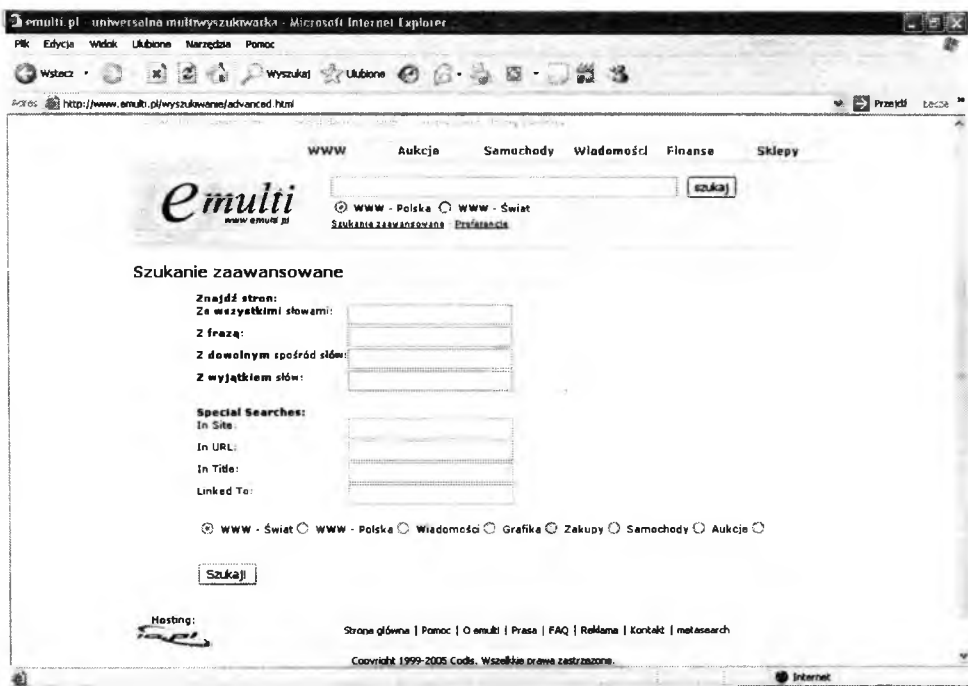 emulti.pl - uniwersalna multiwyszukiwarka - Microsoft Internet Explorer
Plik Edycja Widok Ulubione Narzędzia Pomoc
Wstecz Wyszukaj Ulubione
Adres http://www.emulti.pl/wyszukiwanie/advanced.html Przejdź Łącza »
WWW Aukcje Samochody Wiadomości Finanse Sklepy
emulti
www.emulti.pl
szukaj
WWW - Polska WWW - Świat
Szukanie zaawansowane Preferencje
Szukanie zaawansowane
Znajdź stron:
Ze wszystkimi słowami:
Z frazą:
Z dowolnym spośród słów:
Z wyjątkiem słów:
Special Searches:
In Site:
In URL:
In Title:
Linked To:
WWW - Świat WWW - Polska Wiadomości Grafika Zakupy Samochody Aukcje
Szukaj!
Hosting:
Strona główna | Pomoc | O emulti | Prasa | FAQ | Reklama | Kontakt | metasearch
Copyright 1999-2005 Codis. Wszelkie prawa zastrzeżone.
Internet